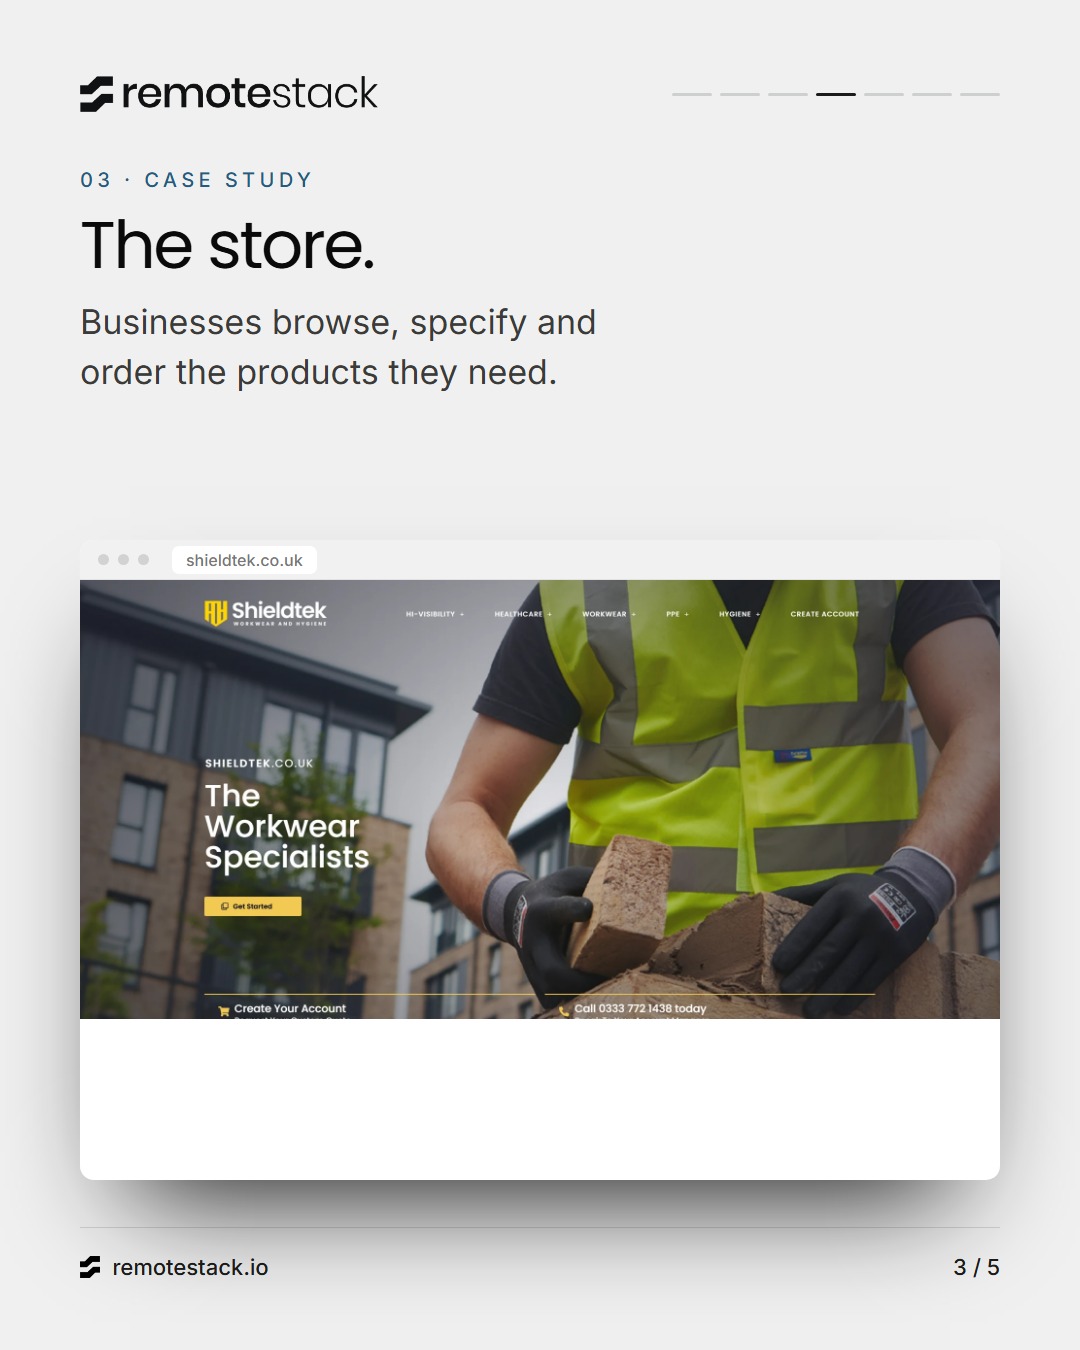 remotestack
03 · CASE STUDY
The store.
Businesses browse, specify and
order the products they need.
shieldtek.co.uk
Shieldtek
WORKWEAR AND HYGIENE
HI-VISIBILITY + HEALTHCARE + WORKWEAR + PPE + HYGIENE + CREATE ACCOUNT
SHIELDTEK.CO.UK
The
Workwear
Specialists
Get Started
Create Your Account
Call 0333 772 1438 today
remotestack.io
3 / 5